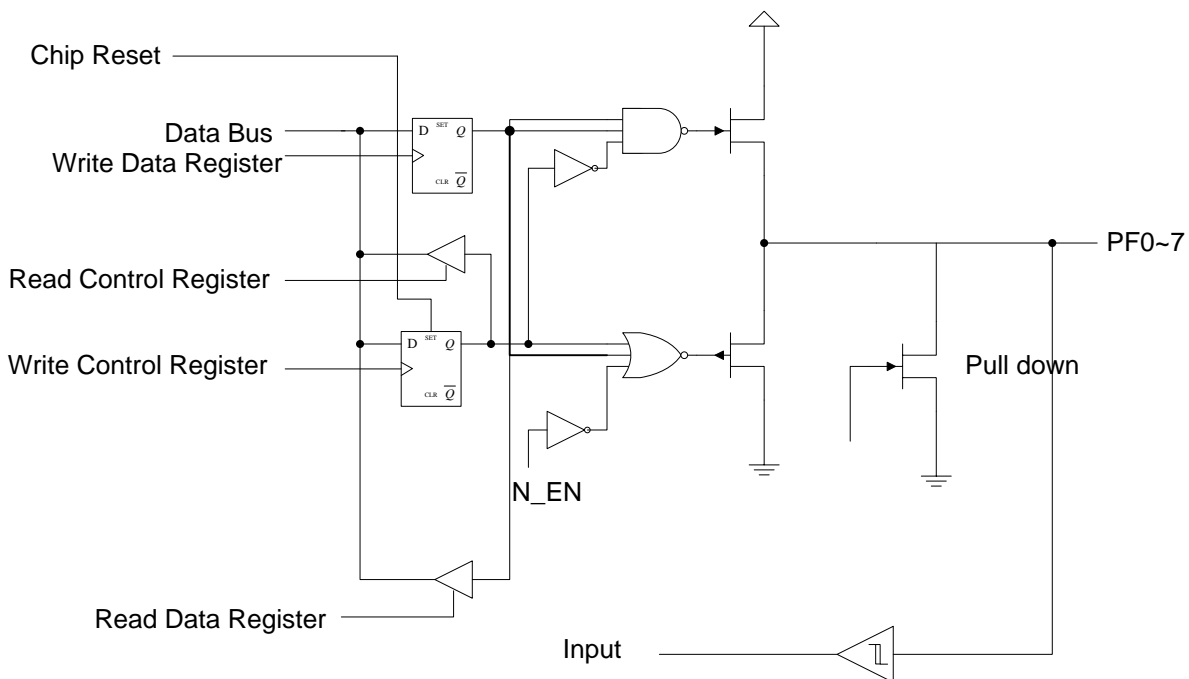 Chip Reset
Data Bus
D SET Q
Write Data Register
CLR Q
PF0~7
Read Control Register
D SET Q
Write Control Register
Pull down
CLR Q
N_EN
Read Data Register
Input